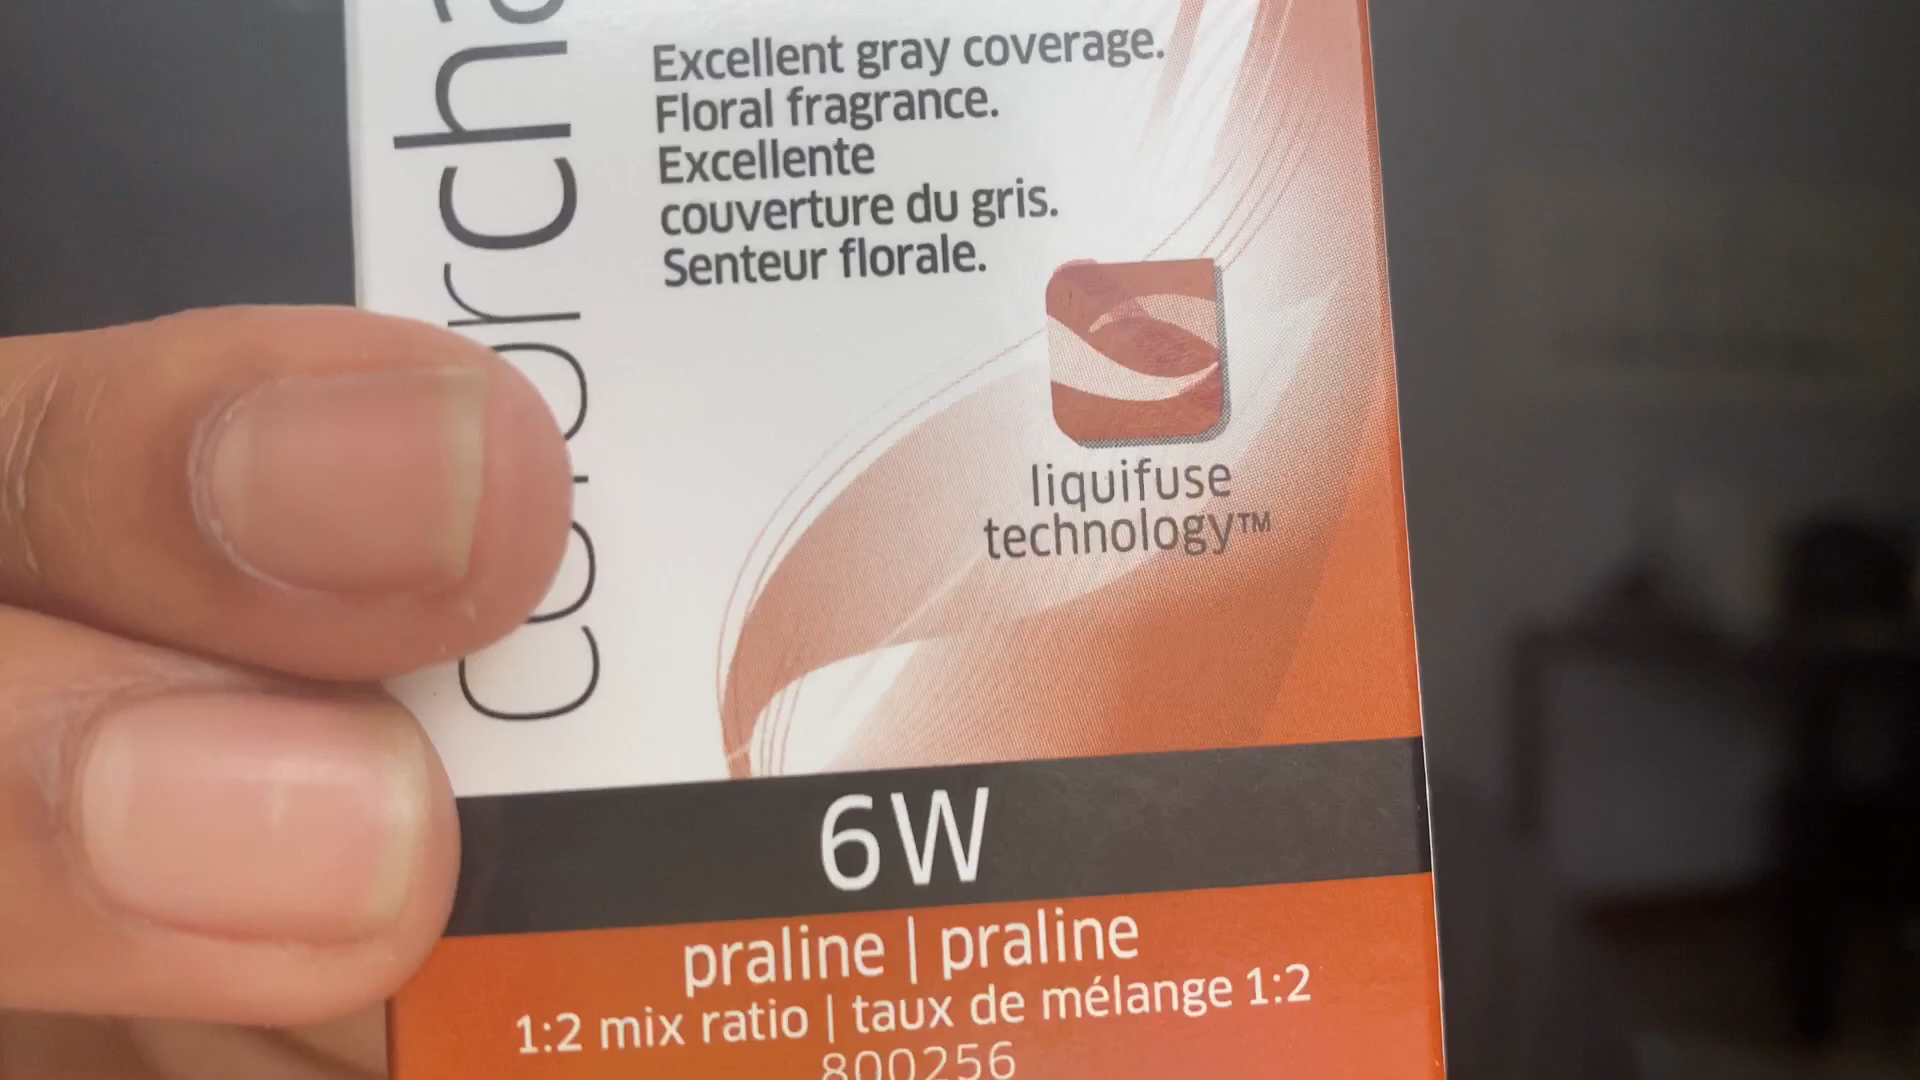 Excellent gray coverage.
Floral fragrance.
Excellente
couverture du gris.
Senteur florale.
liquifuse
technology™
6W
praline | praline
1:2 mix ratio | taux de mélange 1:2
800256